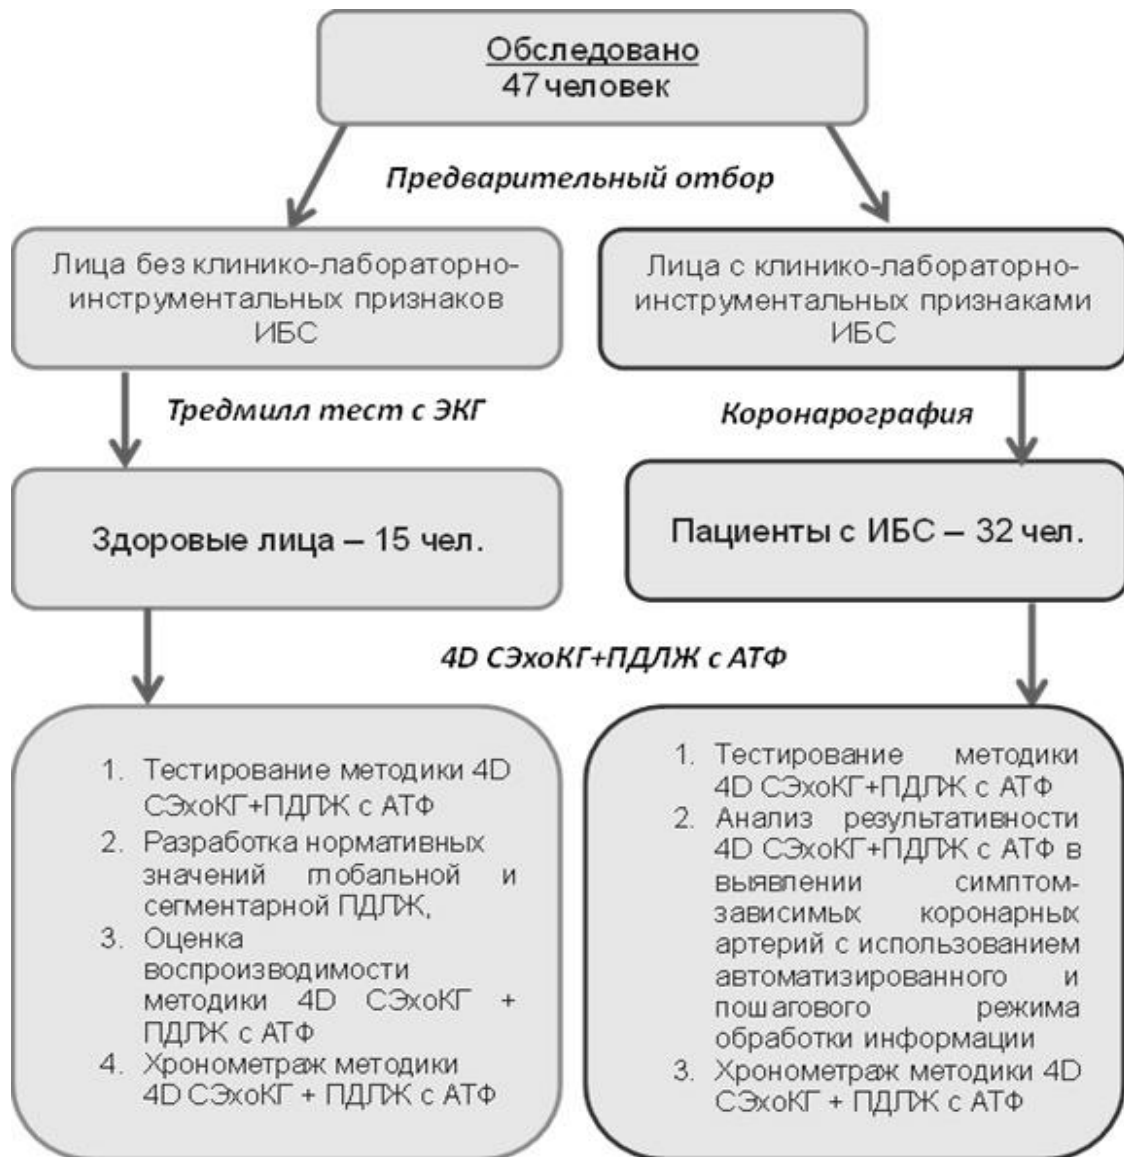 Обследовано
47 человек
Предварительный отбор
Лица без клинико-лабораторно-
инструментальных признаков
ИБС
Лица с клинико-лабораторно-
инструментальных признаками
ИБС
Тредмилл тест с ЭКГ
Коронарография
Здоровые лица – 15 чел.
Пациенты с ИБС – 32 чел.
4D СЭхоКГ+ПДЛЖ с АТФ
1. Тестирование методики 4D
СЭхоКГ+ПДЛЖ с АТФ
2. Разработка нормативных
значений глобальной и
сегментарной ПДЛЖ,
3. Оценка
воспроизводимости
методики 4D СЭхоКГ +
ПДЛЖ с АТФ
4. Хронометраж методики
4D СЭхоКГ + ПДЛЖ с АТФ
1. Тестирование методики
4D СЭхоКГ+ПДЛЖ с АТФ
2. Анализ результативности
4D СЭхоКГ+ПДЛЖ с АТФ в
выявлении симптом-
зависимых коронарных
артерий с использованием
автоматизированного и
пошагового режима
обработки информации
3. Хронометраж методики 4D
СЭхоКГ + ПДЛЖ с АТФ